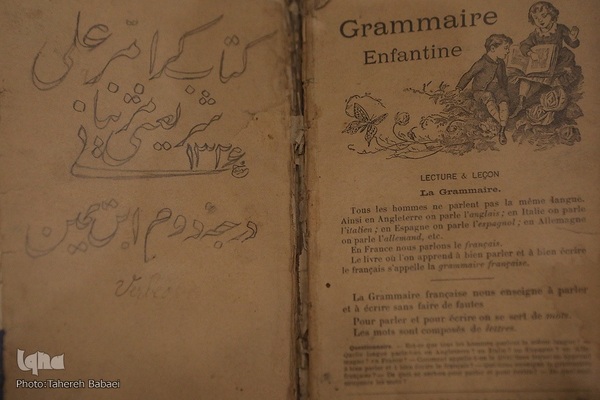 کتاب گرامر علی
شریعتی مزینانی
۱۳۲۶
درجه دوم ابن یمین
Grammaire
Enfantine
LECTURE & LEÇON
La Grammaire.
Tous les hommes ne parlent pas la même langue.
Ainsi en Angleterre on parle l'anglais; en Italie on parle
l'italien; en Espagne on parle l'espagnol; en Allemagne
on parle l'allemand, etc.
En France nous parlons le français.
Le livre où l'on apprend à bien parler et à bien écrire
le français s'appelle la grammaire française.
La Grammaire française nous enseigne à parler
et à écrire sans faire de fautes
Pour parler et pour écrire on se sert de mots.
Les mots sont composés de lettres.
iqna
Photo: Tahereh Babaei